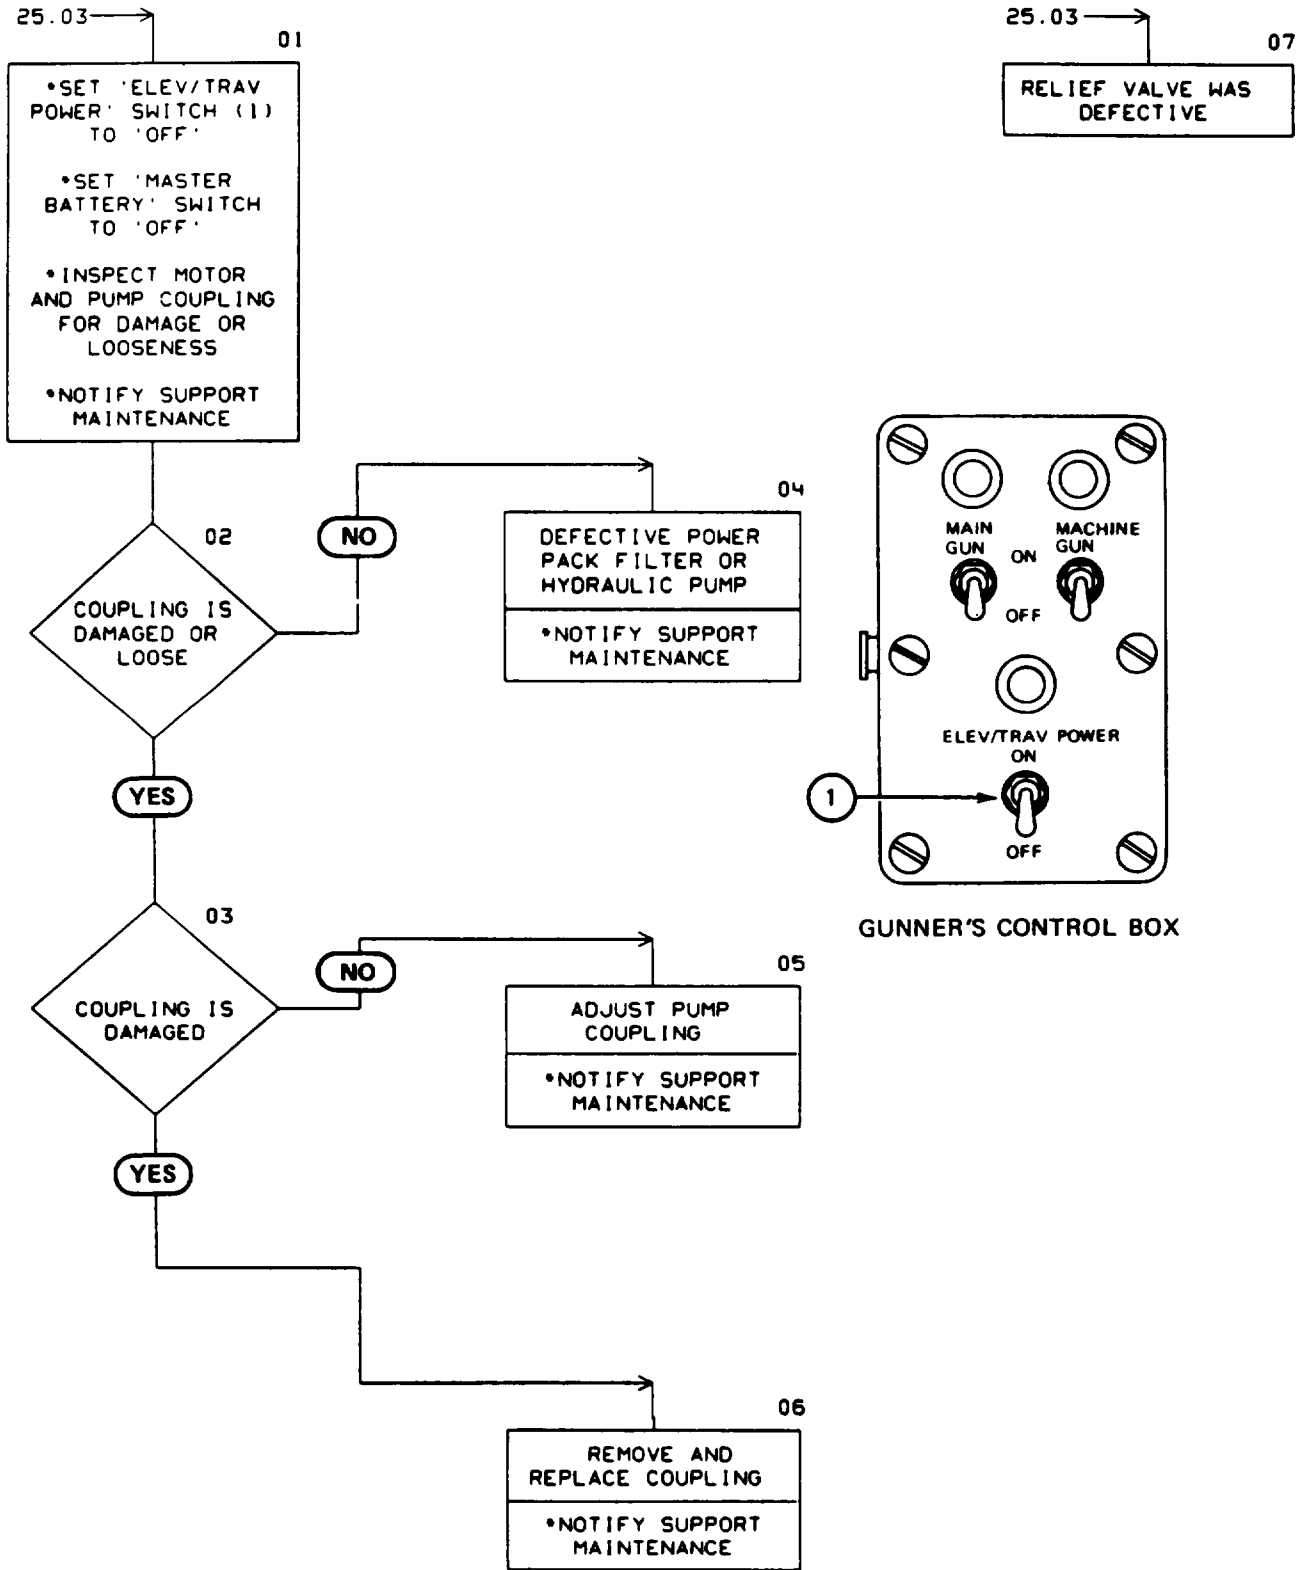 25.03
01
•SET 'ELEV/TRAV
POWER' SWITCH (1)
TO 'OFF'
•SET 'MASTER
BATTERY' SWITCH
TO 'OFF'
•INSPECT MOTOR
AND PUMP COUPLING
FOR DAMAGE OR
LOOSENESS
•NOTIFY SUPPORT
MAINTENANCE
25.03
07
RELIEF VALVE WAS
DEFECTIVE
02
COUPLING IS
DAMAGED OR
LOOSE
NO
04
DEFECTIVE POWER
PACK FILTER OR
HYDRAULIC PUMP
•NOTIFY SUPPORT
MAINTENANCE
YES
MAIN
GUN
ON
MACHINE
GUN
OFF
ELEV/TRAV POWER
ON
1
OFF
GUNNER'S CONTROL BOX
03
COUPLING IS
DAMAGED
NO
05
ADJUST PUMP
COUPLING
•NOTIFY SUPPORT
MAINTENANCE
YES
06
REMOVE AND
REPLACE COUPLING
•NOTIFY SUPPORT
MAINTENANCE